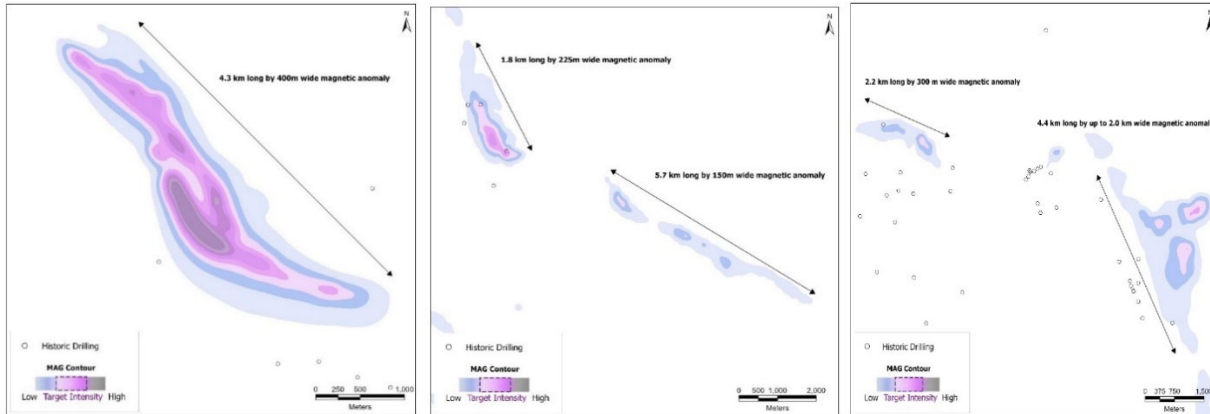 N
4.3 km long by 400m wide magnetic anomaly
Historic Drilling
MAG Contour
Low Target Intensity High
0 250 500 1,000
Meters
N
1.8 km long by 225m wide magnetic anomaly
5.7 km long by 150m wide magnetic anomaly
Historic Drilling
MAG Contour
Low Target Intensity High
0 500 1,000 2,000
Meters
N
2.2 km long by 300 m wide magnetic anomaly
4.4 km long by up to 2.0 km wide magnetic anomal
Historic Drilling
MAG Contour
Low Target Intensity High
0 375 750 1,500
Meters